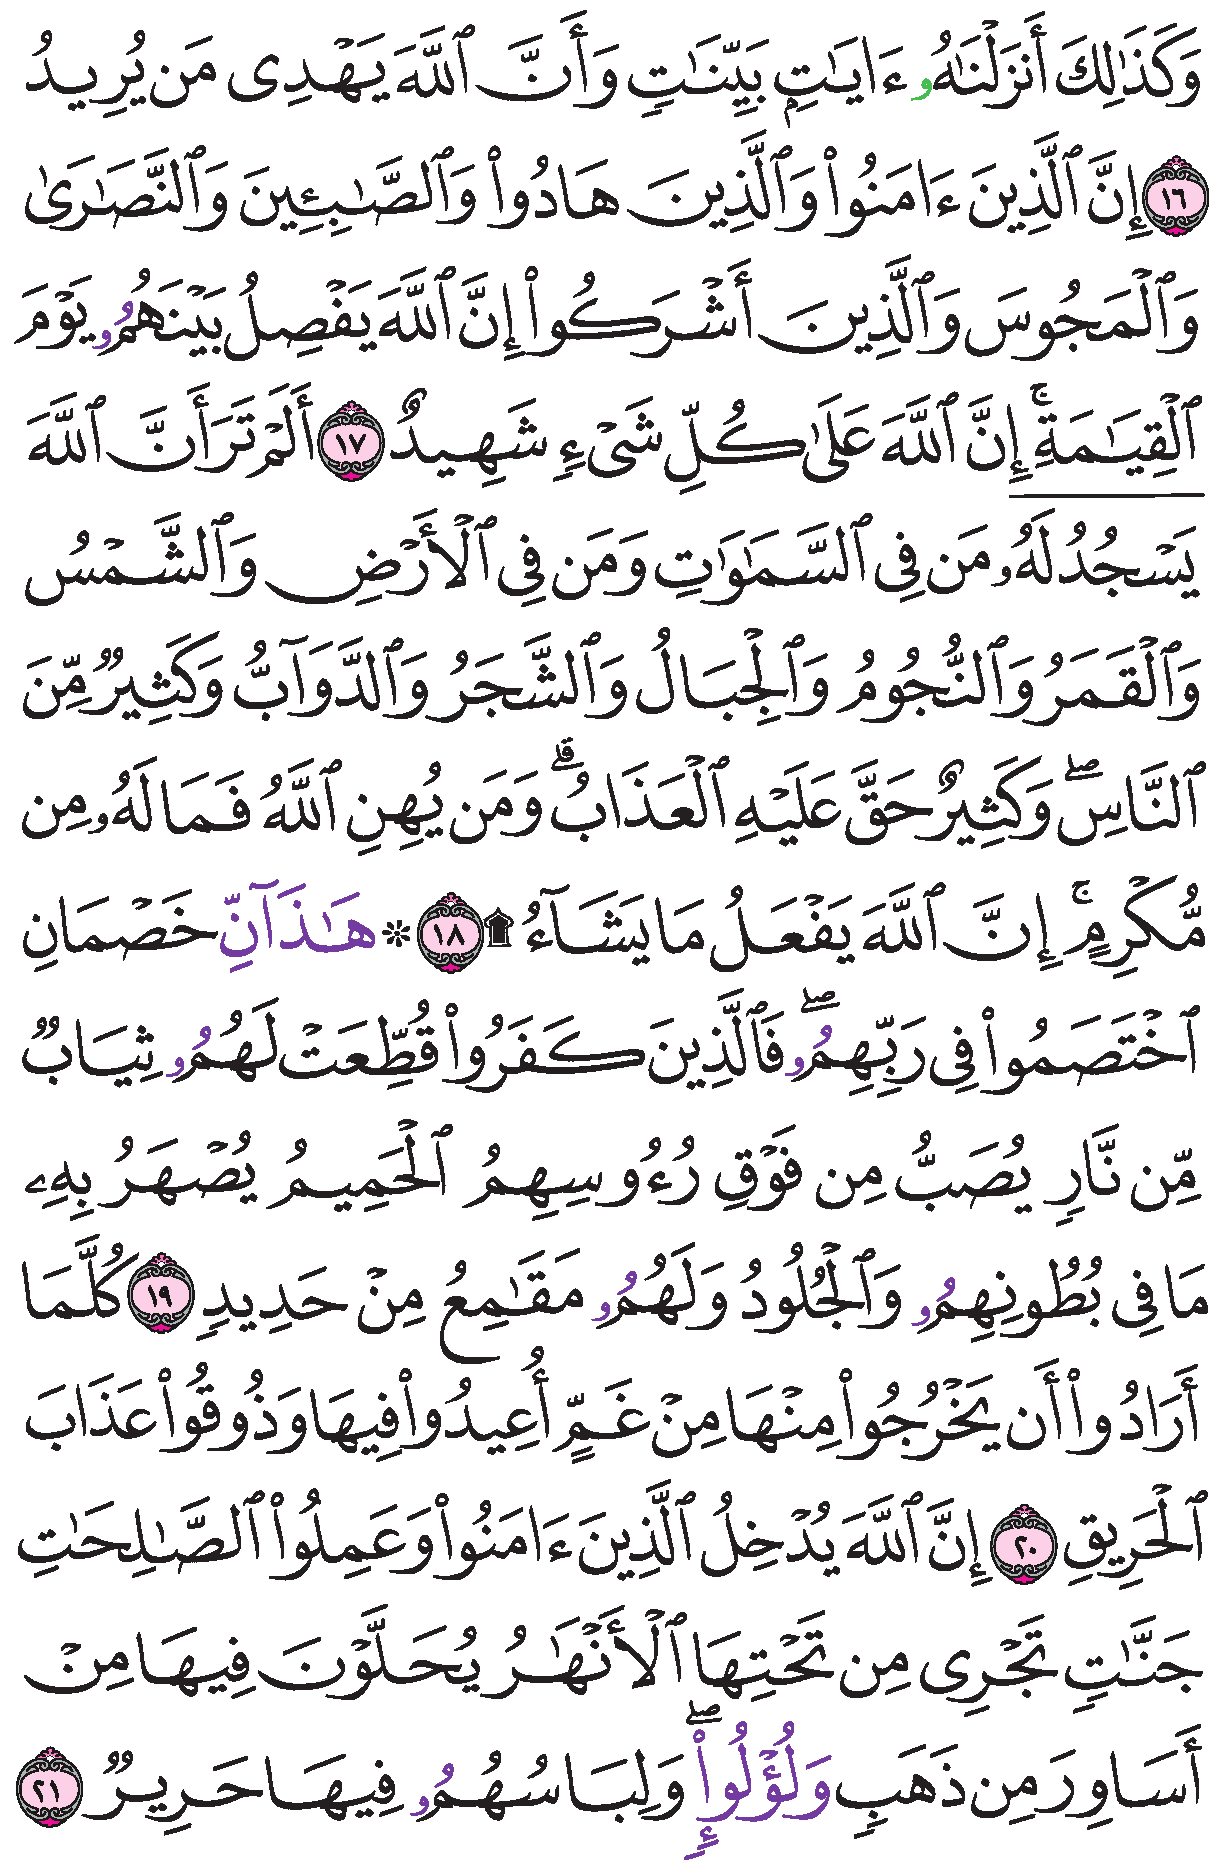 وَكَذَٰلِكَ أَنزَلْنَٰهُۥ ءَايَٰتِۭ بَيِّنَٰتٍ وَأَنَّ ٱللَّهَ يَهْدِى مَن يُرِيدُ
١٦ إِنَّ ٱلَّذِينَ ءَامَنُوا۟ وَٱلَّذِينَ هَادُوا۟ وَٱلصَّٰبِـِٔينَ وَٱلنَّصَٰرَىٰ
وَٱلْمَجُوسَ وَٱلَّذِينَ أَشْرَكُوٓا۟ إِنَّ ٱللَّهَ يَفْصِلُ بَيْنَهُمُۥ يَوْمَ
ٱلْقِيَٰمَةِۚ إِنَّ ٱللَّهَ عَلَىٰ كُلِّ شَىْءٍ شَهِيدٌ ١٧ أَلَمْ تَرَ أَنَّ ٱللَّهَ
يَسْجُدُ لَهُۥ مَن فِى ٱلسَّمَٰوَٰتِ وَمَن فِى ٱلْأَرْضِ وَٱلشَّمْسُ
وَٱلْقَمَرُ وَٱلنُّجُومُ وَٱلْجِبَالُ وَٱلشَّجَرُ وَٱلدَّوَآبُّ وَكَثِيرٌ مِّنَ
ٱلنَّاسِۖ وَكَثِيرٌ حَقَّ عَلَيْهِ ٱلْعَذَابُۗ وَمَن يُهِنِ ٱللَّهُ فَمَا لَهُۥ مِن
مُّكْرِمٍۚ إِنَّ ٱللَّهَ يَفْعَلُ مَا يَشَآءُ ۩ ١٨ ۞ هَٰذَآنِّ خَصْمَانِ
ٱخْتَصَمُوا۟ فِى رَبِّهِمُۥۖ فَٱلَّذِينَ كَفَرُوا۟ قُطِّعَتْ لَهُمُۥ ثِيَابٌ
مِّن نَّارٍ يُصَبُّ مِن فَوْقِ رُءُوسِهِمُ ٱلْحَمِيمُ يُصْهَرُ بِهِۦ
مَا فِى بُطُونِهِمُۥ وَٱلْجُلُودُ وَلَهُمُۥ مَقَٰمِعُ مِنْ حَدِيدٍ ١٩ كُلَّمَا
أَرَادُوٓا۟ أَن يَخْرُجُوا۟ مِنْهَا مِنْ غَمٍّ أُعِيدُوا۟ فِيهَا وَذُوقُوا۟ عَذَابَ
ٱلْحَرِيقِ ٢٠ إِنَّ ٱللَّهَ يُدْخِلُ ٱلَّذِينَ ءَامَنُوا۟ وَعَمِلُوا۟ ٱلصَّٰلِحَٰتِ
جَنَّٰتٍ تَجْرِى مِن تَحْتِهَا ٱلْأَنْهَٰرُ يُحَلَّوْنَ فِيهَا مِنْ
أَسَاوِرَ مِن ذَهَبٍ وَلُؤْلُوإٍۖ وَلِبَاسُهُمُۥ فِيهَا حَرِيرٌ ٢١